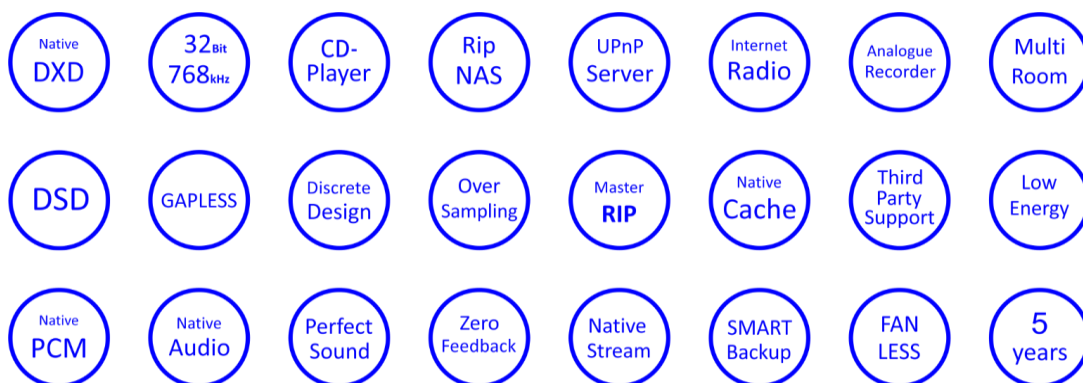 Native
DXD
32Bit
768kHz
CD-
Player
Rip
NAS
UPnP
Server
Internet
Radio
Analogue
Recorder
Multi
Room
DSD
GAPLESS
Discrete
Design
Over
Sampling
Master
RIP
Native
Cache
Third
Party
Support
Low
Energy
Native
PCM
Native
Audio
Perfect
Sound
Zero
Feedback
Native
Stream
SMART
Backup
FAN
LESS
5
years